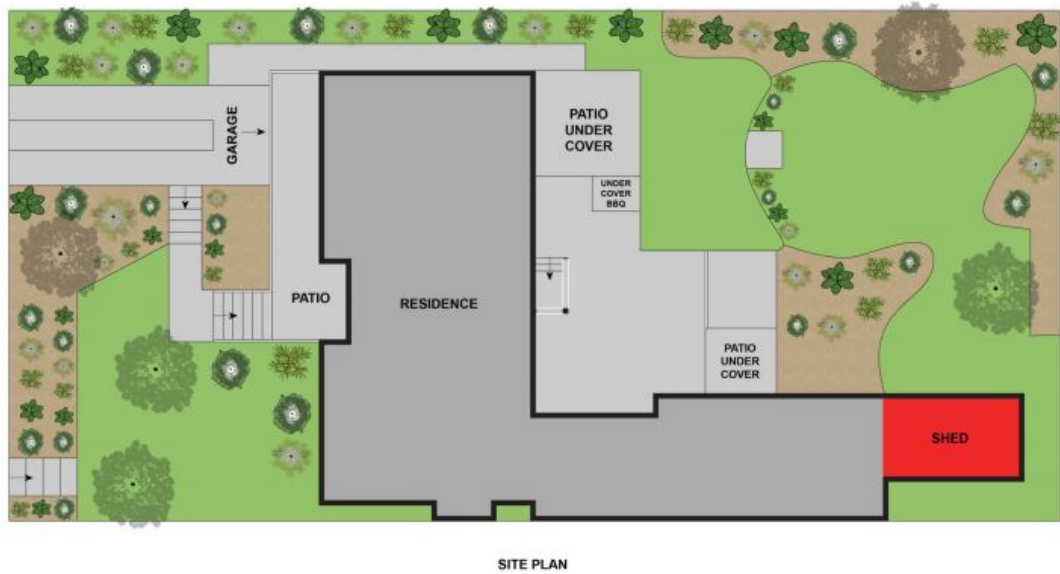 GARAGE
PATIO
UNDER
COVER
UNDER
COVER
BBQ
PATIO
RESIDENCE
PATIO
UNDER
COVER
SHED
SITE PLAN